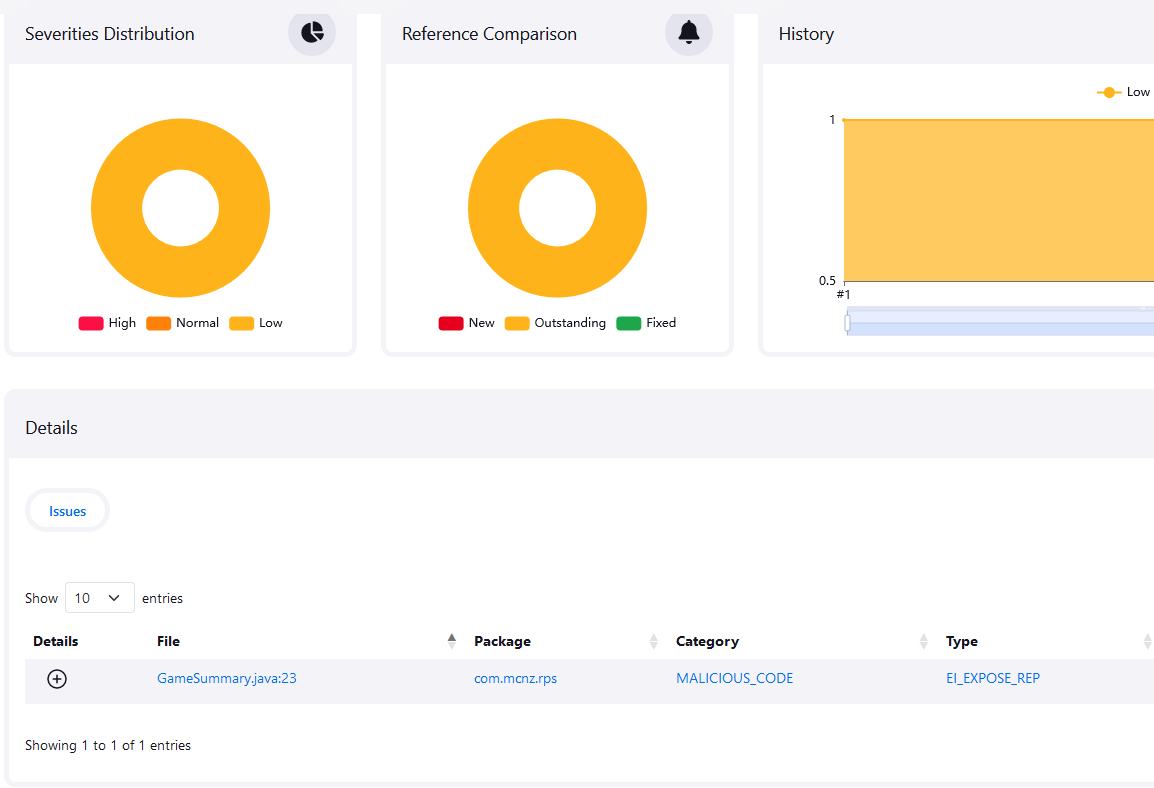 Severities Distribution
Reference Comparison
History
High Normal Low
New Outstanding Fixed
Low
1
0.5
#1
Details
Issues
Show 10 entries
Details File Package Category Type
GameSummary.java:23 com.mcnz.rps MALICIOUS_CODE EI_EXPOSE_REP
Showing 1 to 1 of 1 entries